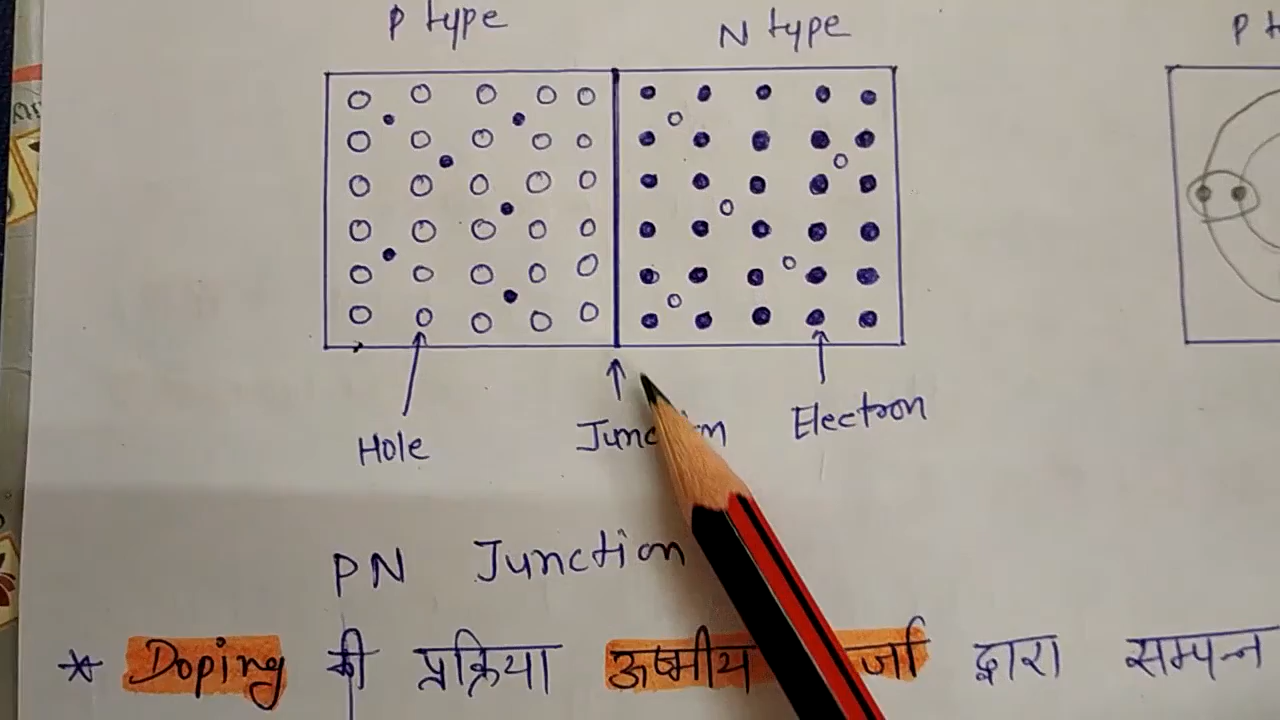 P type N type P
Hole Electron
PN Junction
* Doping की प्रक्रिया ऊष्मीय द्वारा सम्पन्न